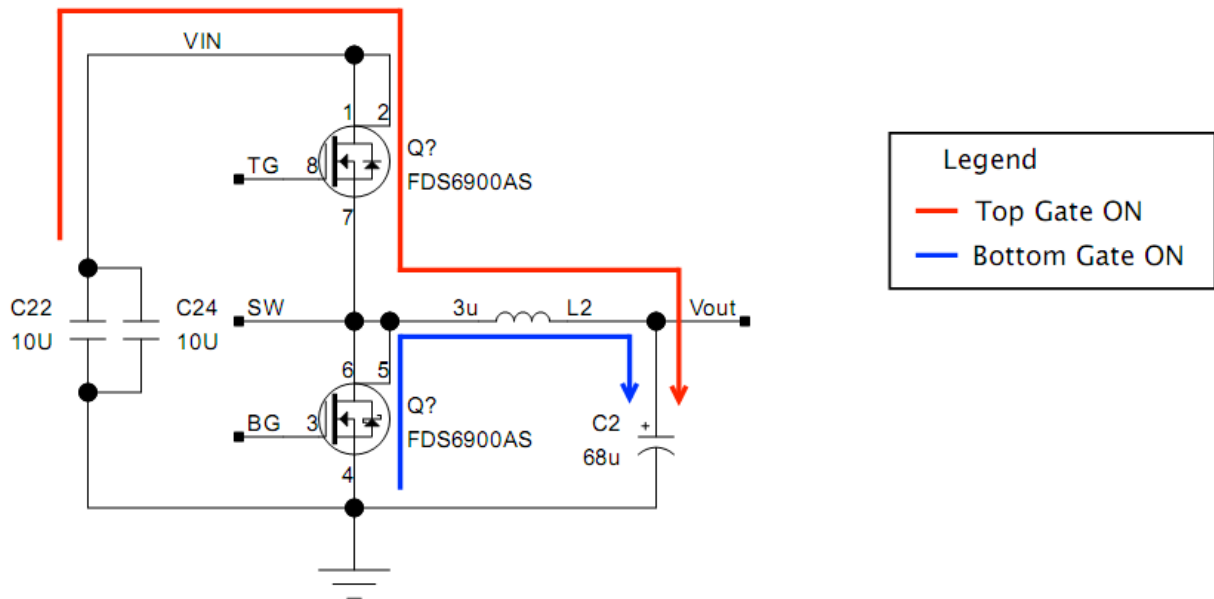 VIN
1 2
Q?
TG 8
FDS6900AS
7
Legend
Top Gate ON
Bottom Gate ON
C22
10U
C24
10U
SW
3u
L2
Vout
6 5
Q?
BG 3
FDS6900AS
4
C2
+
68u